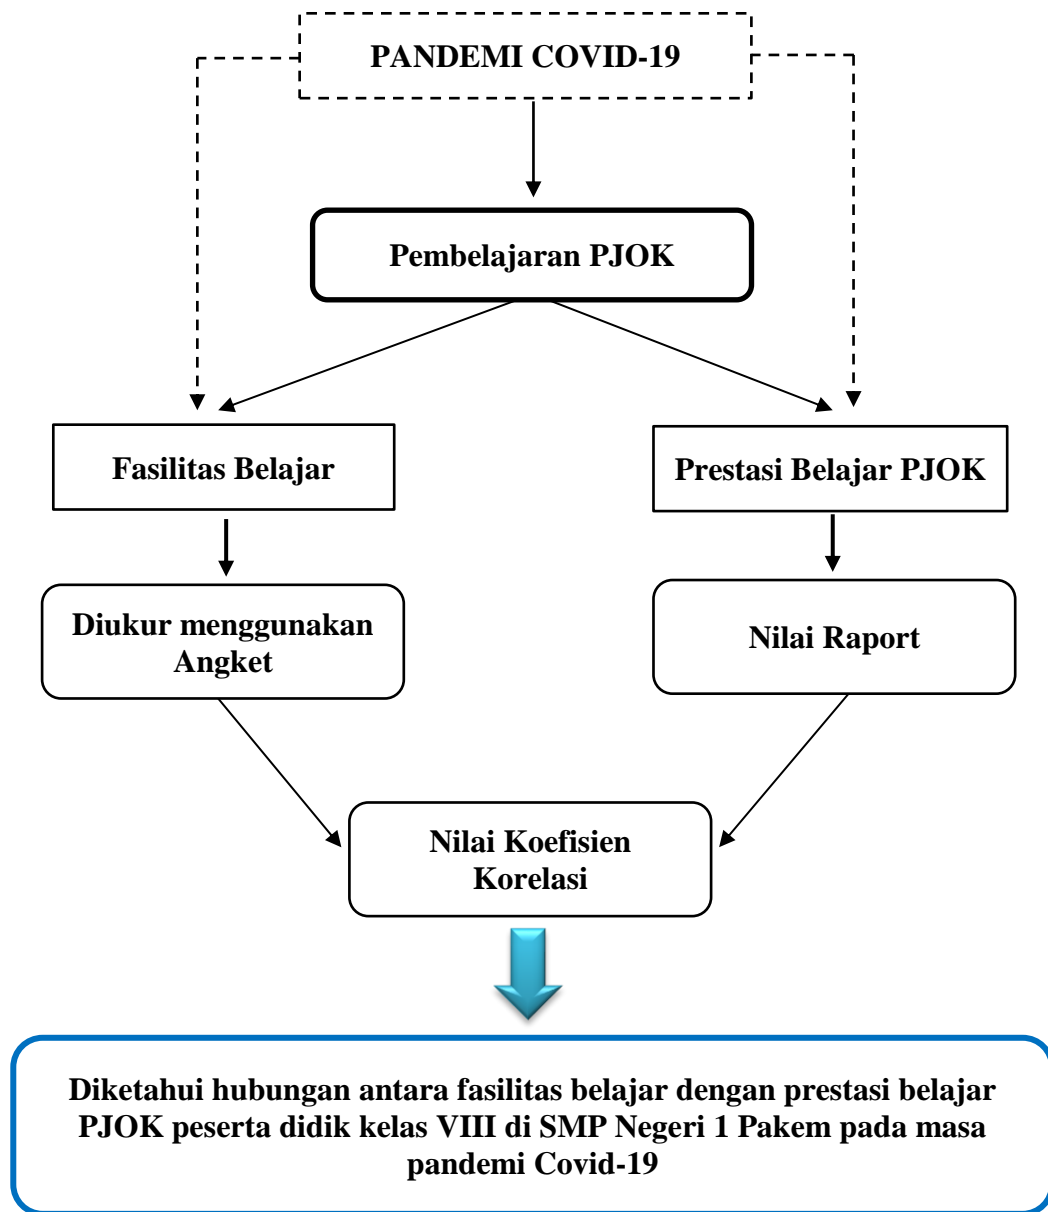 PANDEMI COVID-19
Pembelajaran PJOK
Fasilitas Belajar
Prestasi Belajar PJOK
Diukur menggunakan
Angket
Nilai Raport
Nilai Koefisien
Korelasi
Diketahui hubungan antara fasilitas belajar dengan prestasi belajar
PJOK peserta didik kelas VIII di SMP Negeri 1 Pakem pada masa
pandemi Covid-19